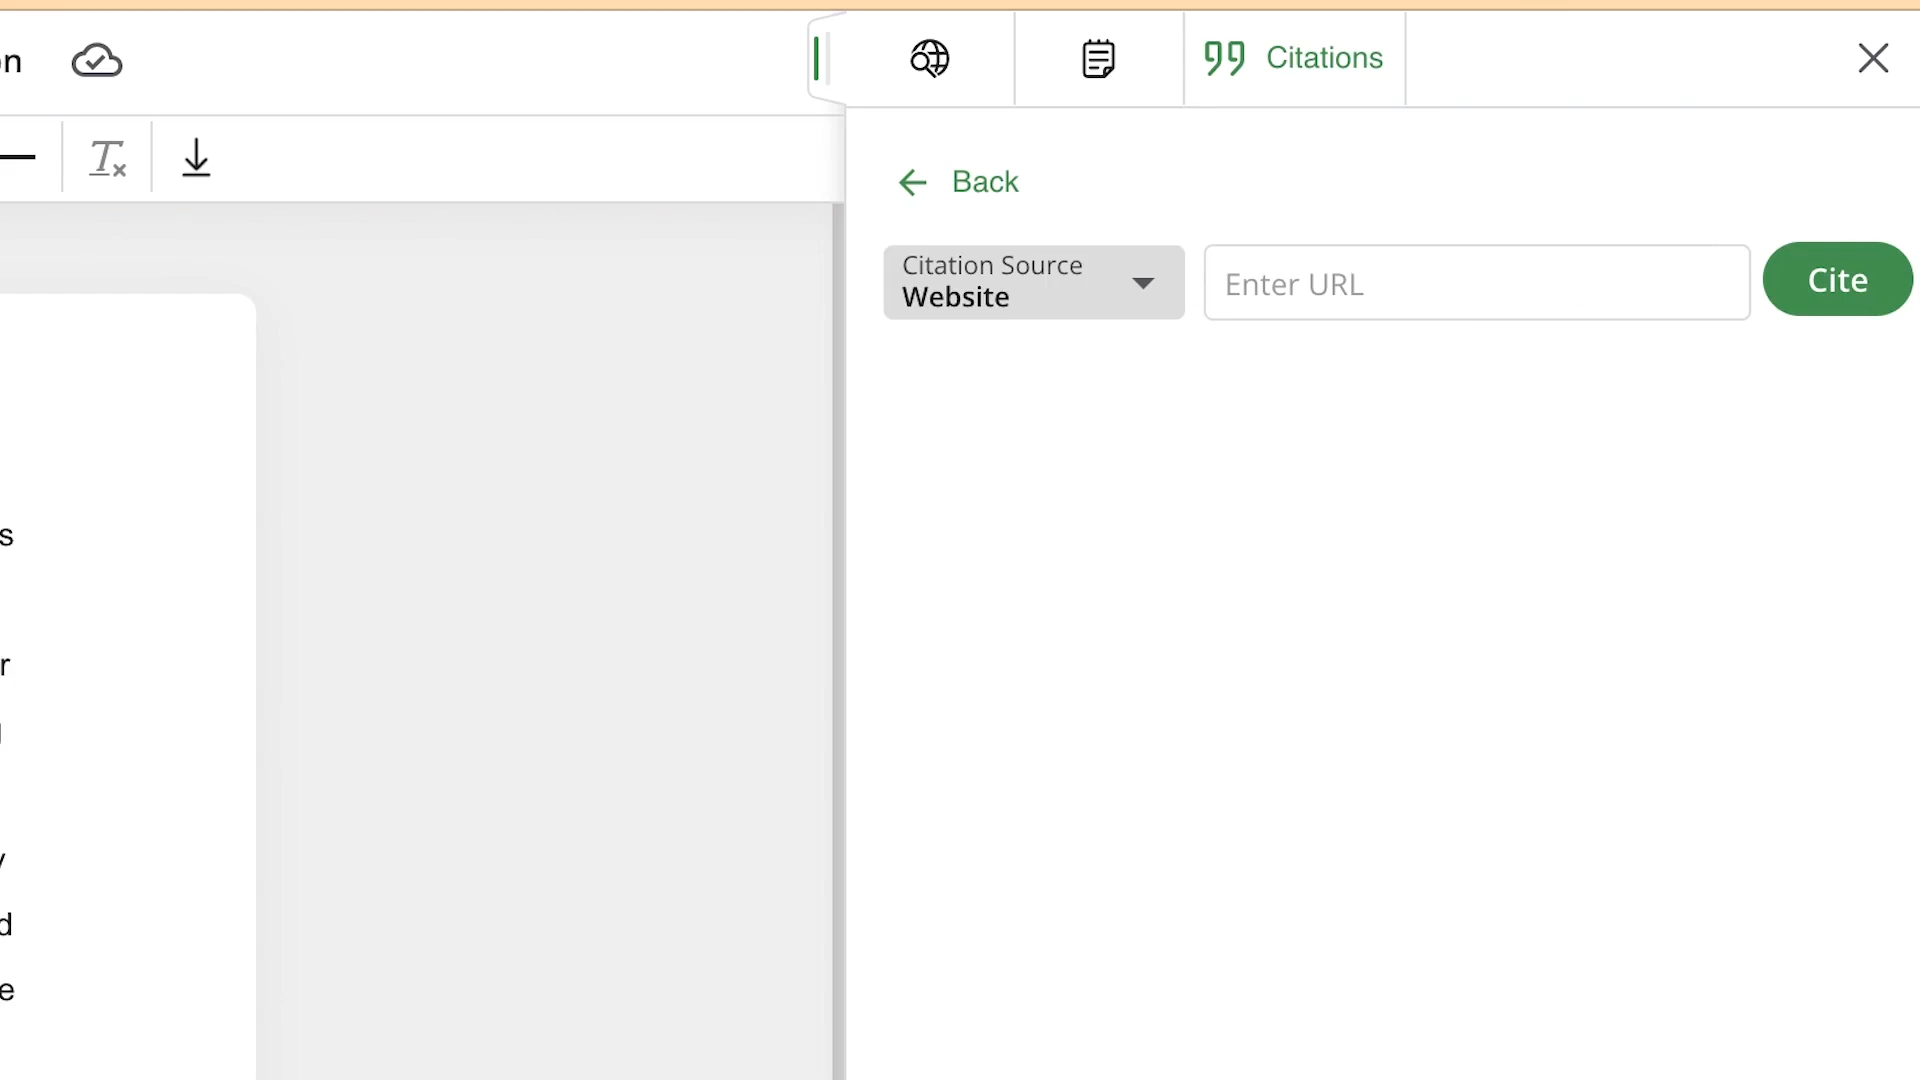 Citations
Back
Citation Source
Website
Enter URL
Cite
s
r
d
e